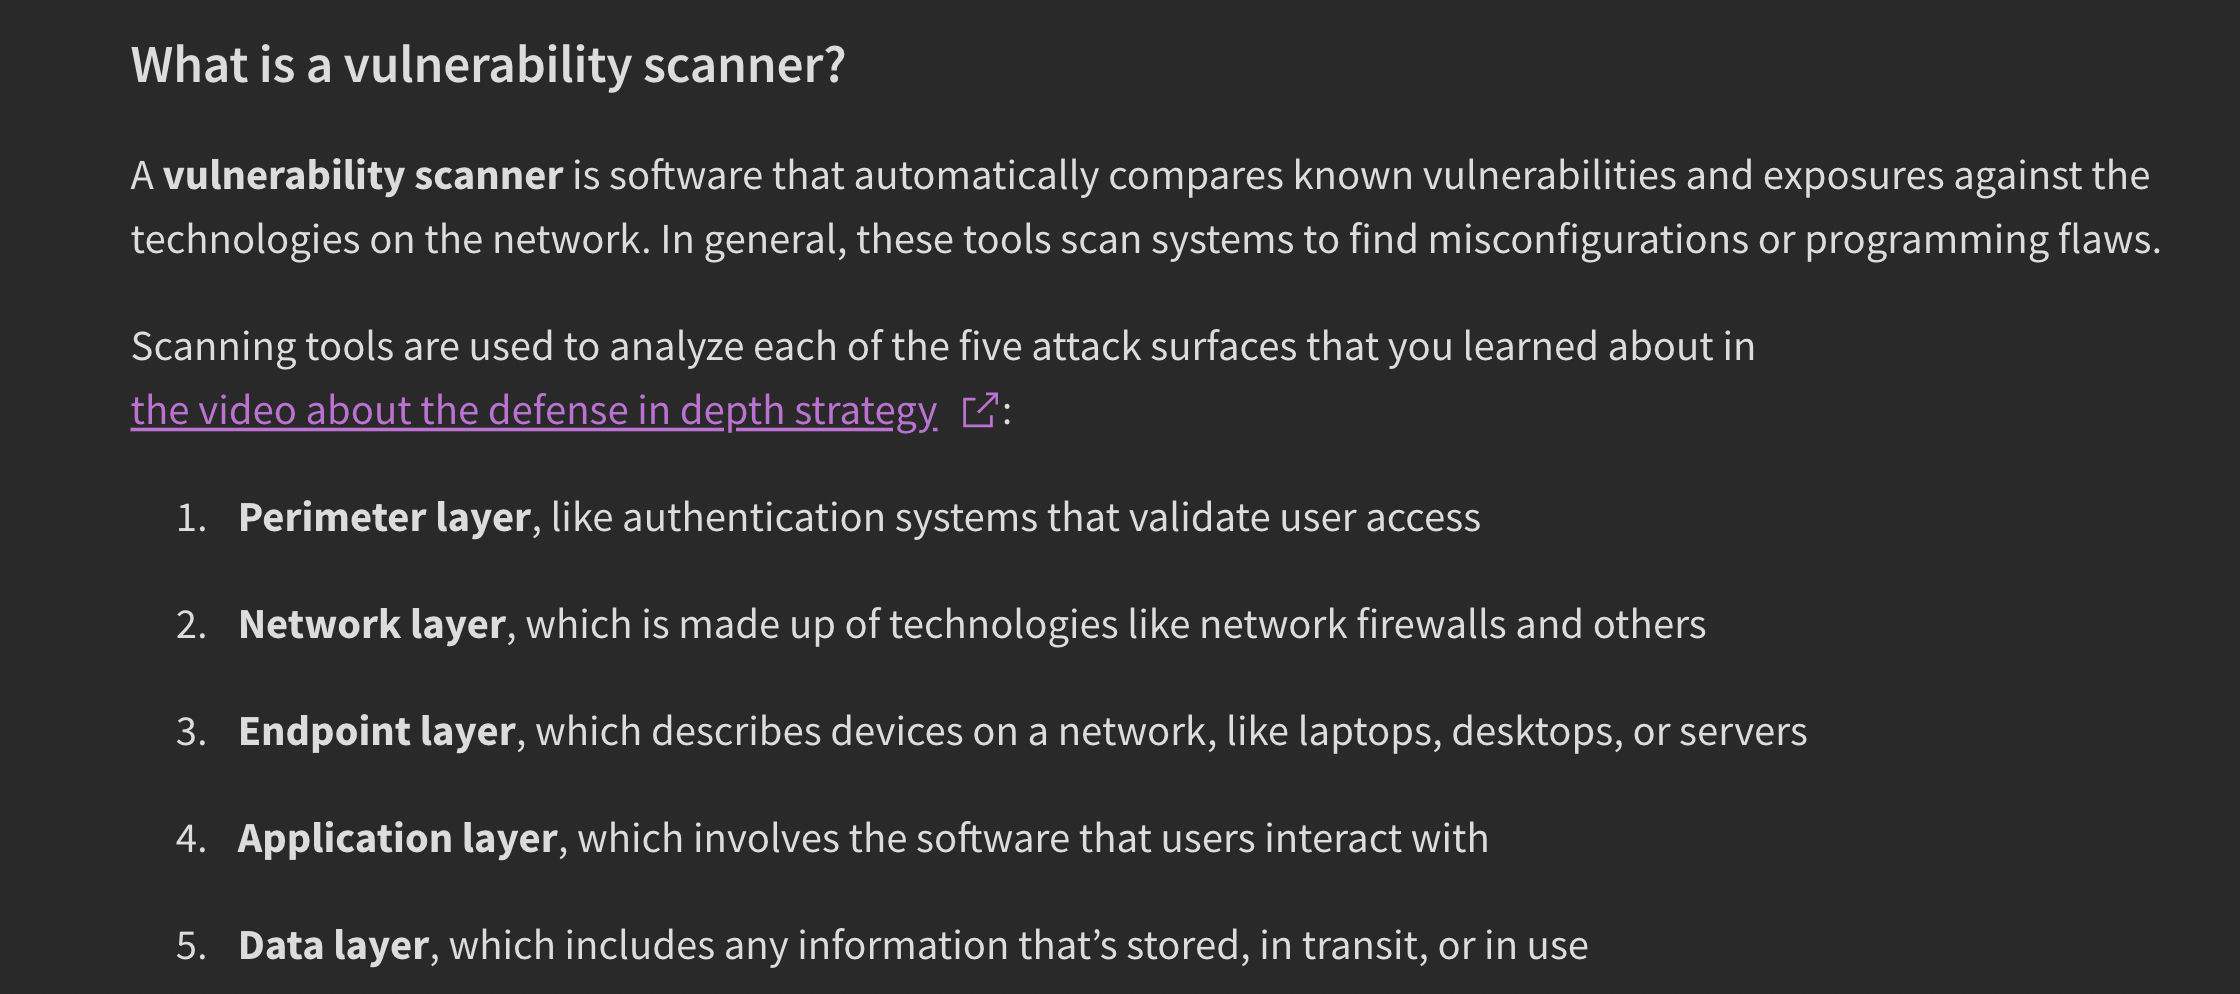 What is a vulnerability scanner?
A vulnerability scanner is software that automatically compares known vulnerabilities and exposures against the
technologies on the network. In general, these tools scan systems to find misconfigurations or programming flaws.
Scanning tools are used to analyze each of the five attack surfaces that you learned about in
the video about the defense in depth strategy :
1. Perimeter layer, like authentication systems that validate user access
2. Network layer, which is made up of technologies like network firewalls and others
3. Endpoint layer, which describes devices on a network, like laptops, desktops, or servers
4. Application layer, which involves the software that users interact with
5. Data layer, which includes any information that’s stored, in transit, or in use